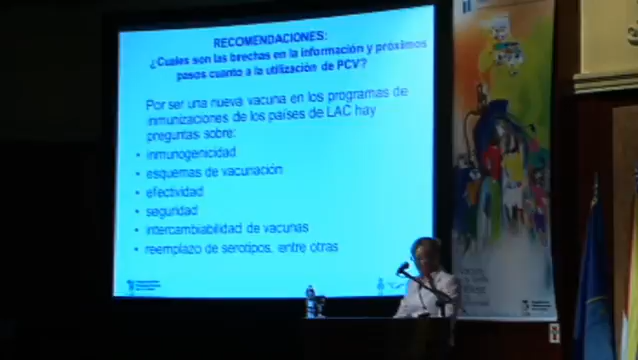 RECOMENDACIONES:
¿Cuales son las brechas en la información y próximos
pasos cuanto a la utilización de PCV?
Por ser una nueva vacuna en los programas de
inmunizaciones de los países de LAC hay
preguntas sobre:
• inmunogenicidad
• esquemas de vacunación
• efectividad
• seguridad
• intercambiabilidad de vacunas
• reemplazo de serotipos, entre otras